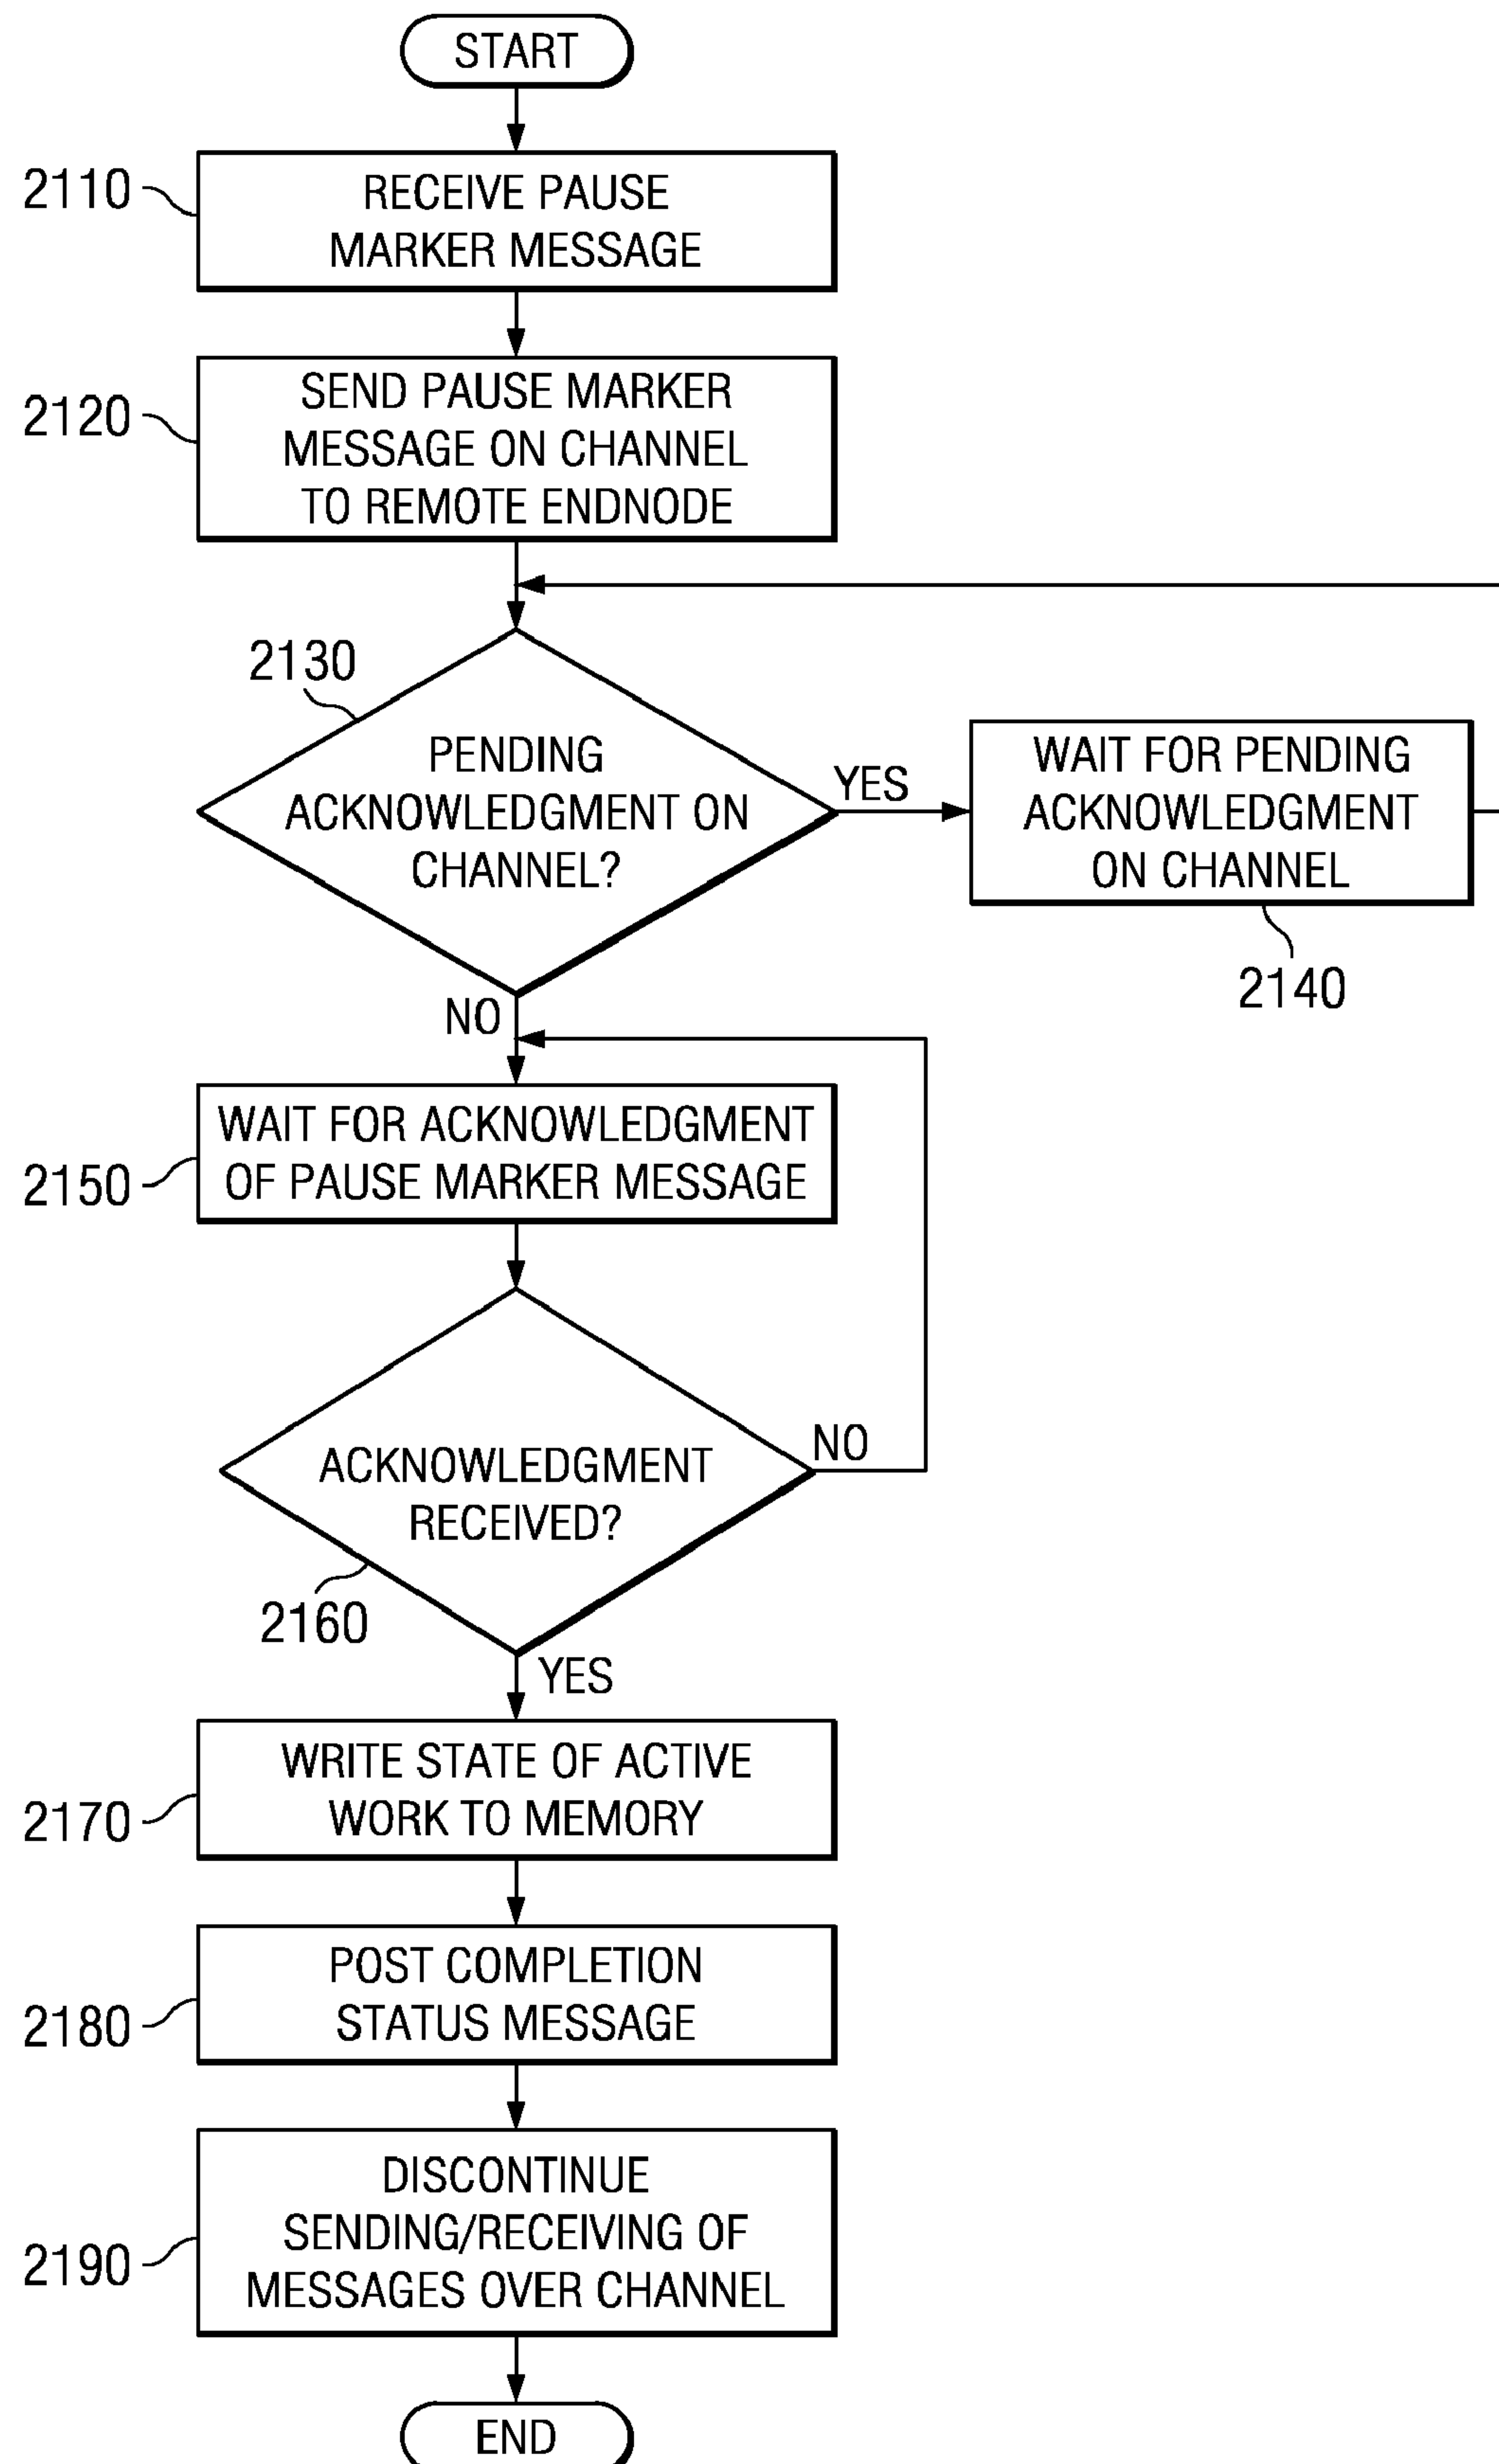 START
2110
RECEIVE PAUSE
MARKER MESSAGE
2120
SEND PAUSE MARKER
MESSAGE ON CHANNEL
TO REMOTE ENDNODE
2130
PENDING
ACKNOWLEDGMENT ON
CHANNEL?
YES
WAIT FOR PENDING
ACKNOWLEDGMENT
ON CHANNEL
2140
NO
2150
WAIT FOR ACKNOWLEDGMENT
OF PAUSE MARKER MESSAGE
ACKNOWLEDGMENT
RECEIVED?
NO
2160
YES
2170
WRITE STATE OF ACTIVE
WORK TO MEMORY
2180
POST COMPLETION
STATUS MESSAGE
2190
DISCONTINUE
SENDING/RECEIVING OF
MESSAGES OVER CHANNEL
END